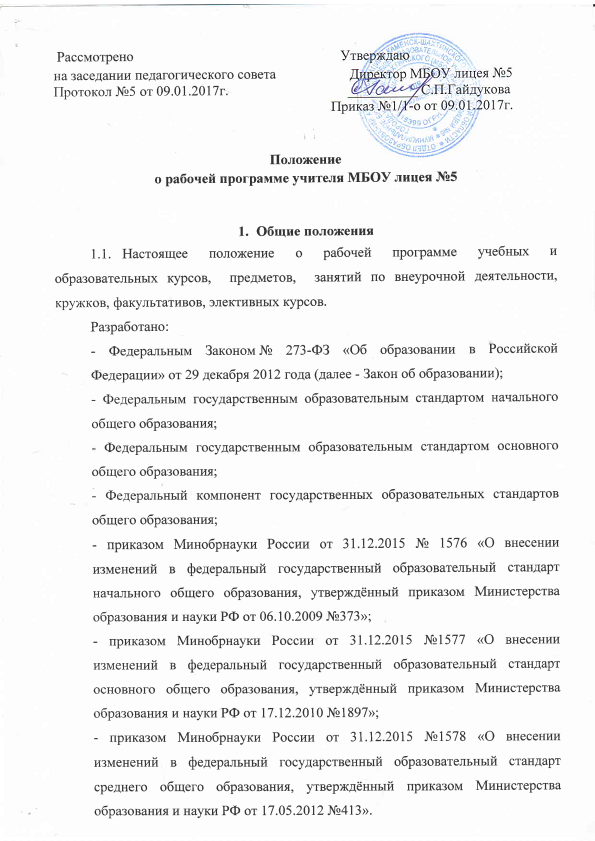 Рассмотрено
на заседании педагогического совета
Протокол №5 от 09.01.2017г.
Утверждаю
Директор МБОУ лицея №5
С.П.Гайдукова
Приказ №1/1-о от 09.01.2017г.
Положение
о рабочей программе учителя МБОУ лицея №5
1. Общие положения
1.1. Настоящее положение о рабочей программе учебных и
образовательных курсов, предметов, занятий по внеурочной деятельности,
кружков, факультативов, элективных курсов.
Разработано:
- Федеральным Законом № 273-ФЗ «Об образовании в Российской
Федерации» от 29 декабря 2012 года (далее - Закон об образовании);
- Федеральным государственным образовательным стандартом начального
общего образования;
- Федеральным государственным образовательным стандартом основного
общего образования;
- Федеральный компонент государственных образовательных стандартов
общего образования;
- приказом Минобрнауки России от 31.12.2015 № 1576 «О внесении
изменений в федеральный государственный образовательный стандарт
начального общего образования, утверждённый приказом Министерства
образования и науки РФ от 06.10.2009 №373»;
- приказом Минобрнауки России от 31.12.2015 №1577 «О внесении
изменений в федеральный государственный образовательный стандарт
основного общего образования, утверждённый приказом Министерства
образования и науки РФ от 17.12.2010 №1897»;
- приказом Минобрнауки России от 31.12.2015 №1578 «О внесении
изменений в федеральный государственный образовательный стандарт
среднего общего образования, утверждённый приказом Министерства
образования и науки РФ от 17.05.2012 №413».